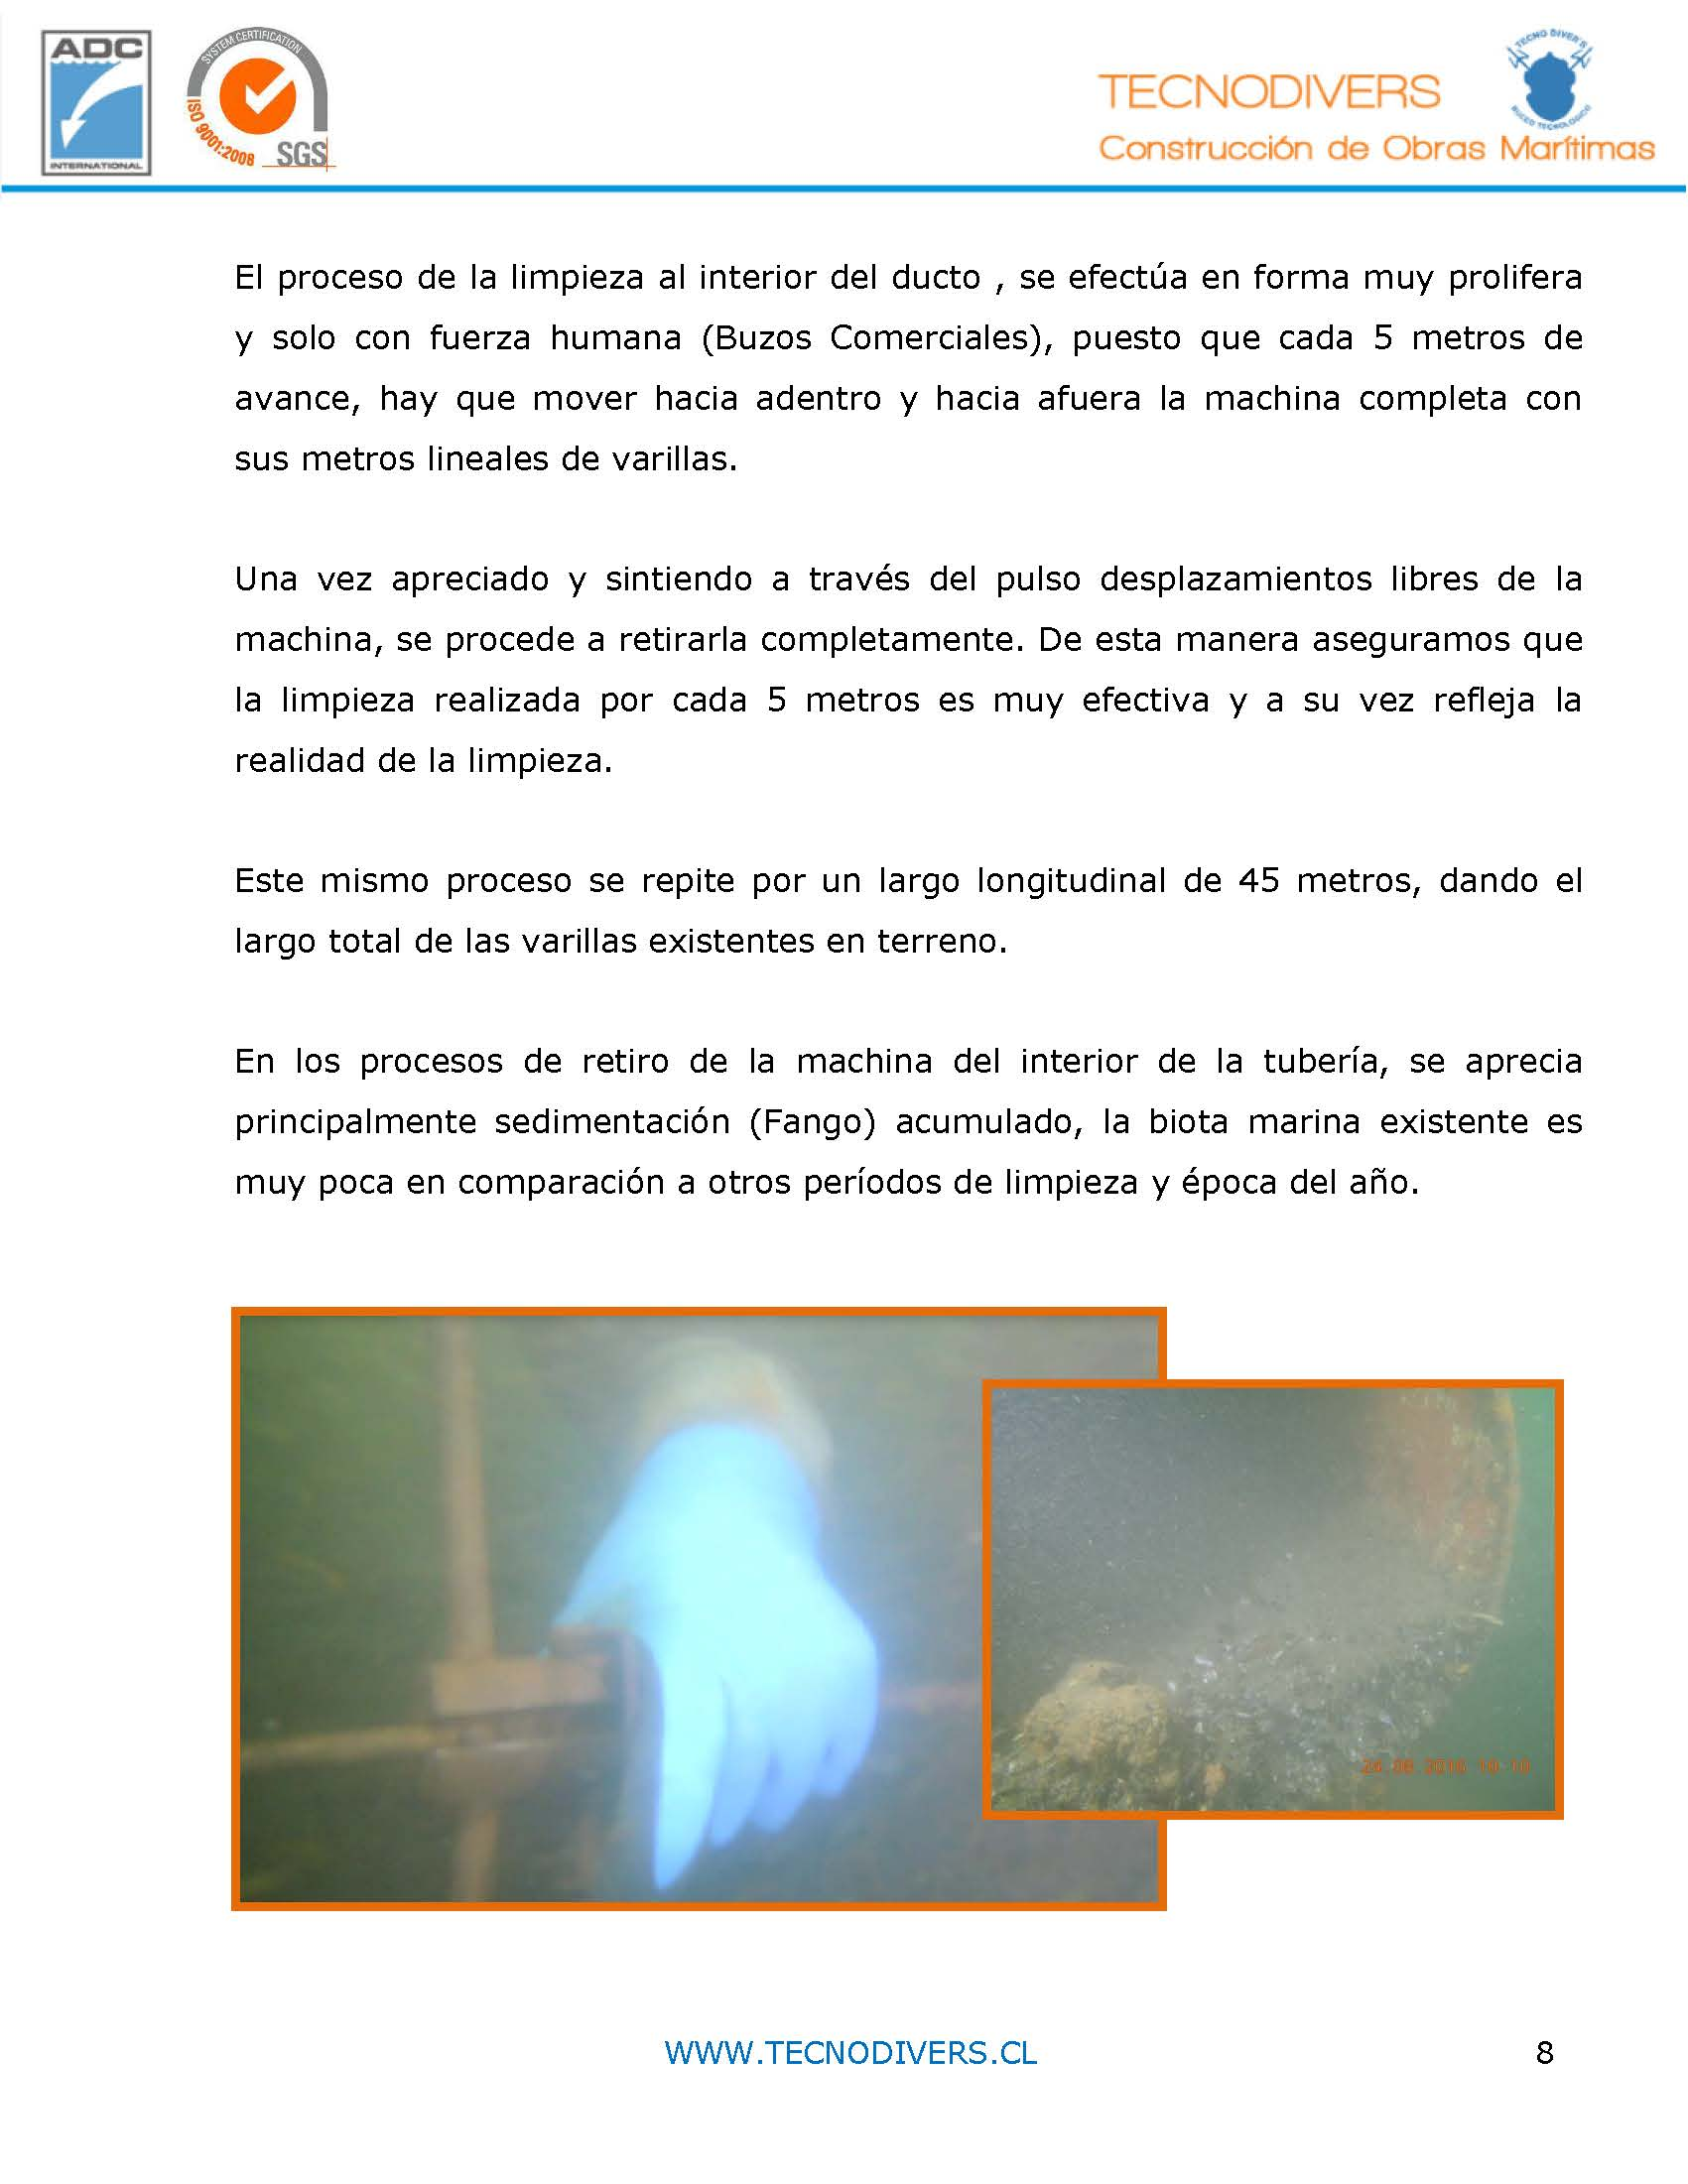 ADC
INTERNATIONAL
SYSTEM CERTIFICATION
ISO 9001:2008
SGS
TECNODIVERS
Construcción de Obras Marítimas
TECNO DIVER'S
BUCEO TECNOLOGICO
El proceso de la limpieza al interior del ducto , se efectúa en forma muy prolifera
y solo con fuerza humana (Buzos Comerciales), puesto que cada 5 metros de
avance, hay que mover hacia adentro y hacia afuera la machina completa con
sus metros lineales de varillas.
Una vez apreciado y sintiendo a través del pulso desplazamientos libres de la
machina, se procede a retirarla completamente. De esta manera aseguramos que
la limpieza realizada por cada 5 metros es muy efectiva y a su vez refleja la
realidad de la limpieza.
Este mismo proceso se repite por un largo longitudinal de 45 metros, dando el
largo total de las varillas existentes en terreno.
En los procesos de retiro de la machina del interior de la tubería, se aprecia
principalmente sedimentación (Fango) acumulado, la biota marina existente es
muy poca en comparación a otros períodos de limpieza y época del año.
WWW.TECNODIVERS.CL
8